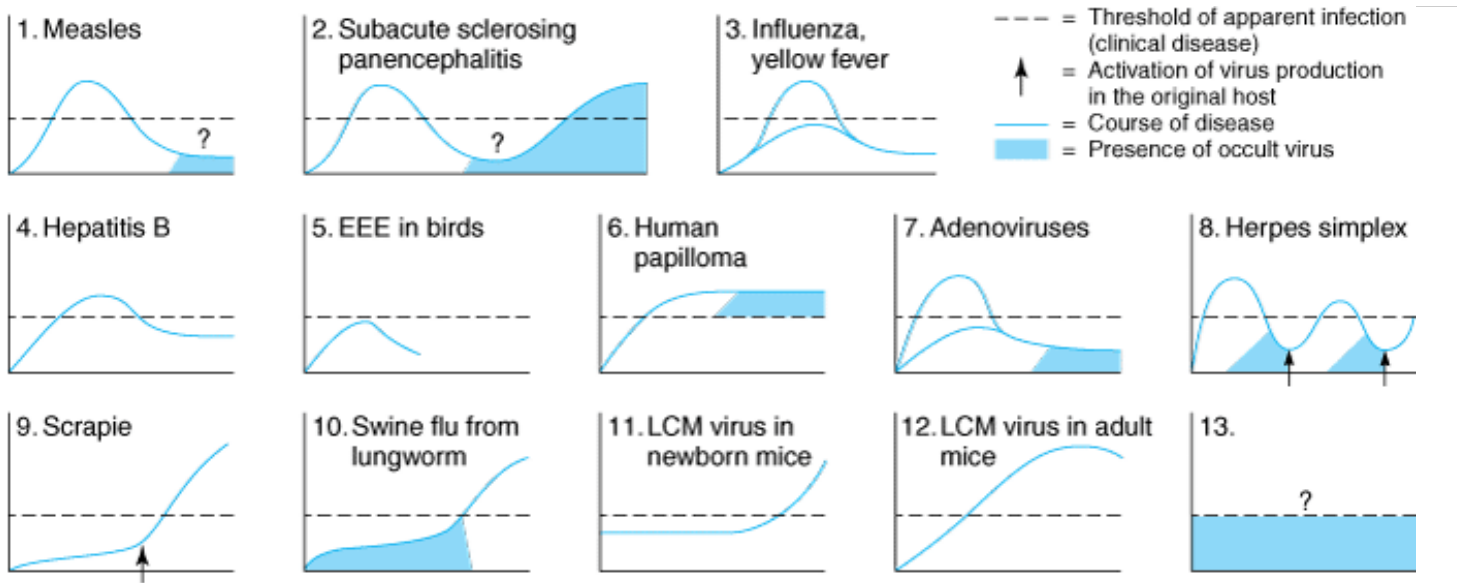 1. Measles
2. Subacute sclerosing
panencephalitis
3. Influenza,
yellow fever
= Threshold of apparent infection
(clinical disease)
= Activation of virus production
in the original host
= Course of disease
= Presence of occult virus
?
?
4. Hepatitis B
5. EEE in birds
6. Human
papilloma
7. Adenoviruses
8. Herpes simplex
9. Scrapie
10. Swine flu from
lungworm
11. LCM virus in
newborn mice
12. LCM virus in adult
mice
13.
?